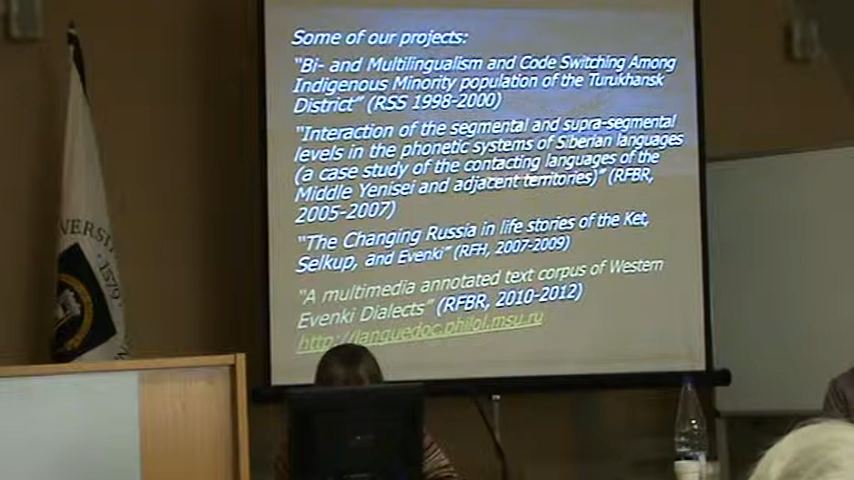 Some of our projects:
"Bi- and Multilingualism and Code Switching Among
Indigenous Minority population of the Turukhansk
District" (RSS 1998-2000)
"Interaction of the segmental and supra-segmental
levels in the phonetic systems of Siberian languages
(a case study of the contacting languages of the
Middle Yenisei and adjacent territories)" (RFBR,
2005-2007)
"The Changing Russia in life stories of the Ket,
Selkup, and Evenki" (RFH, 2007-2009)
"A multimedia annotated text corpus of Western
Evenki Dialects" (RFBR, 2010-2012)
http://languedoc.philol.msu.ru
VERSI
1579